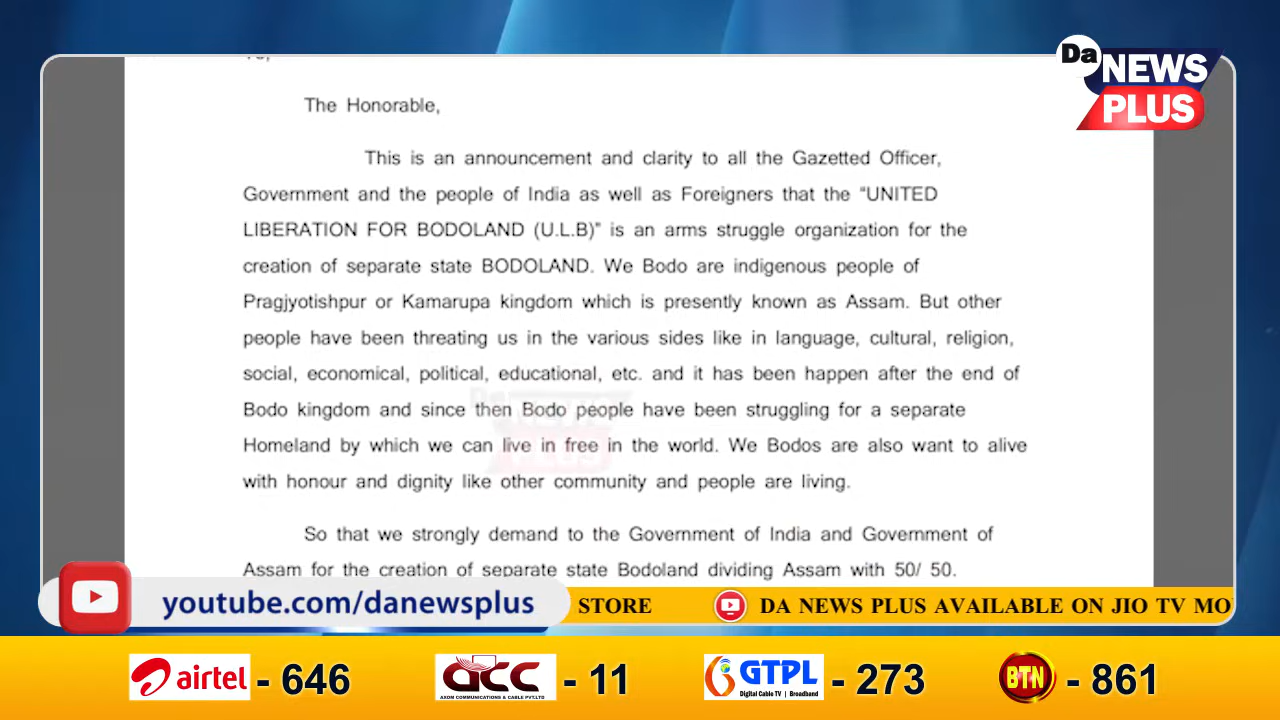 Da
NEWS
PLUS
The Honorable,
This is an announcement and clarity to all the Gazetted Officer,
Government and the people of India as well as Foreigners that the “UNITED
LIBERATION FOR BODOLAND (U.L.B)” is an arms struggle organization for the
creation of separate state BODOLAND. We Bodo are indigenous people of
Pragjyotishpur or Kamarupa kingdom which is presently known as Assam. But other
people have been threating us in the various sides like in language, cultural, religion,
social, economical, political, educational, etc. and it has been happen after the end of
Bodo kingdom and since then Bodo people have been struggling for a separate
Homeland by which we can live in free in the world. We Bodos are also want to alive
with honour and dignity like other community and people are living.
So that we strongly demand to the Government of India and Government of
Assam for the creation of separate state Bodoland dividing Assam with 50/ 50.
youtube.com/danewsplus
STORE DA NEWS PLUS AVAILABLE ON JIO TV MO
airtel - 646
ACC - 11
AXOM COMMUNICATIONS & CABLE PVT.LTD
GTPL - 273
Digital Cable TV | Broadband
BTN - 861